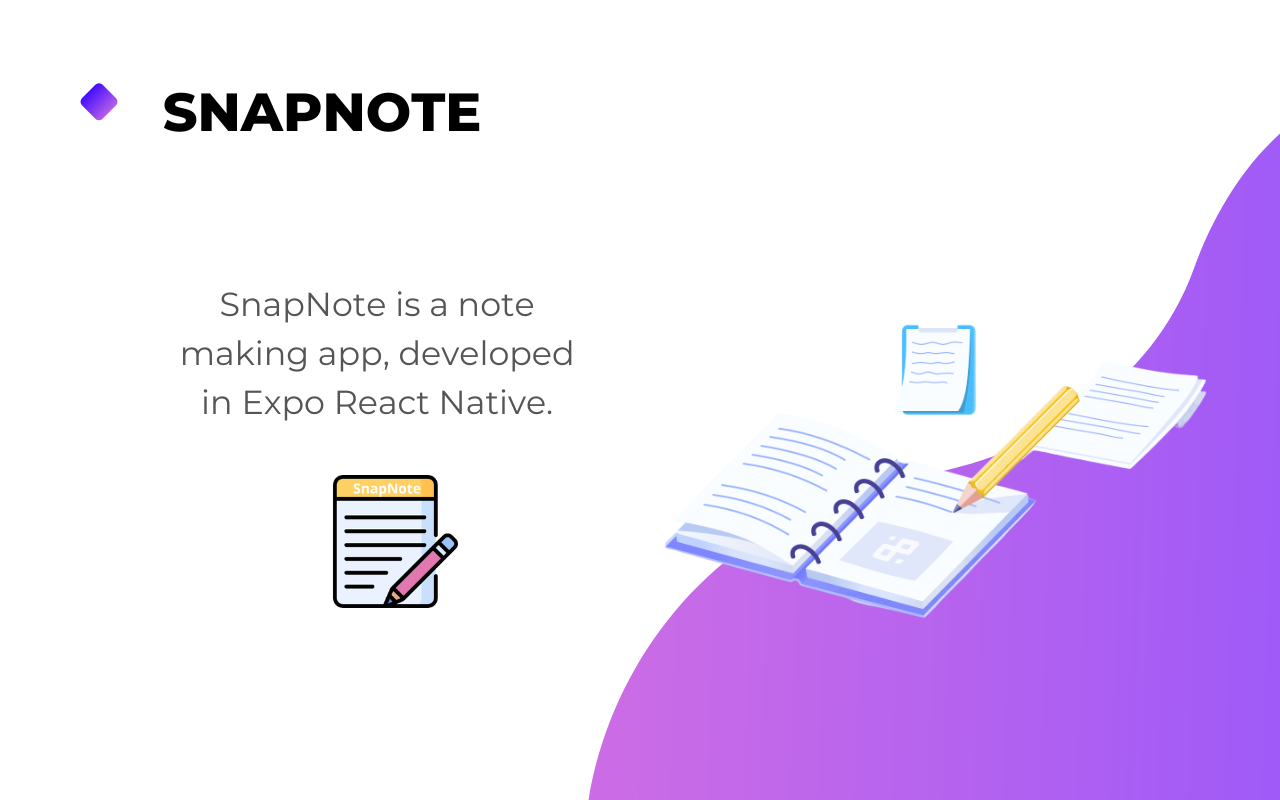 SNAPNOTE
SnapNote is a note
making app, developed
in Expo React Native.
SnapNote